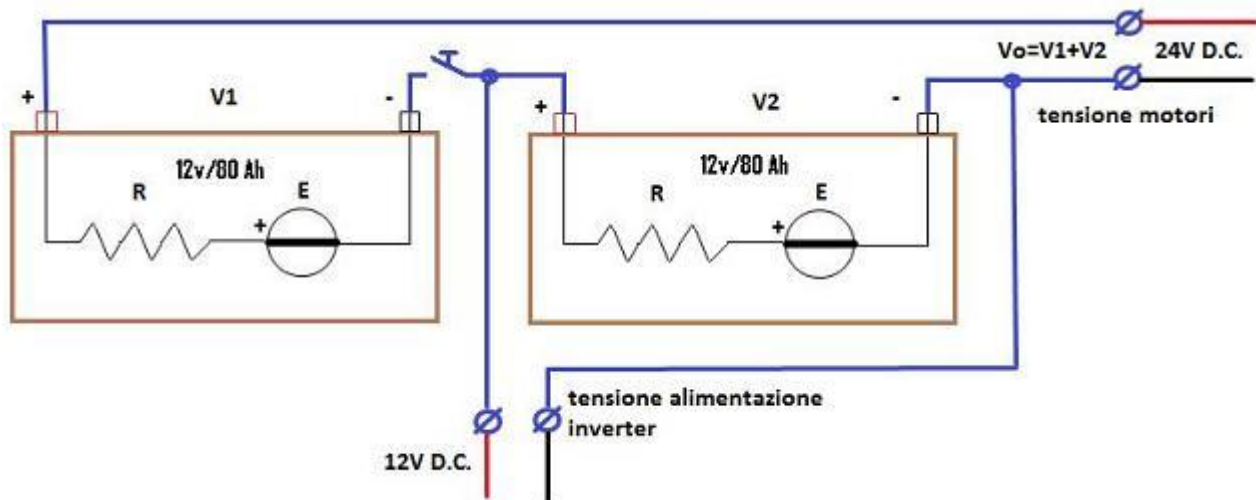 Vo=V1+V2 24V D.C.
+ V1 - + V2 -
tensione motori
12v/80 Ah 12v/80 Ah
R E R E
+ +
tensione alimentazione
inverter
12V D.C.